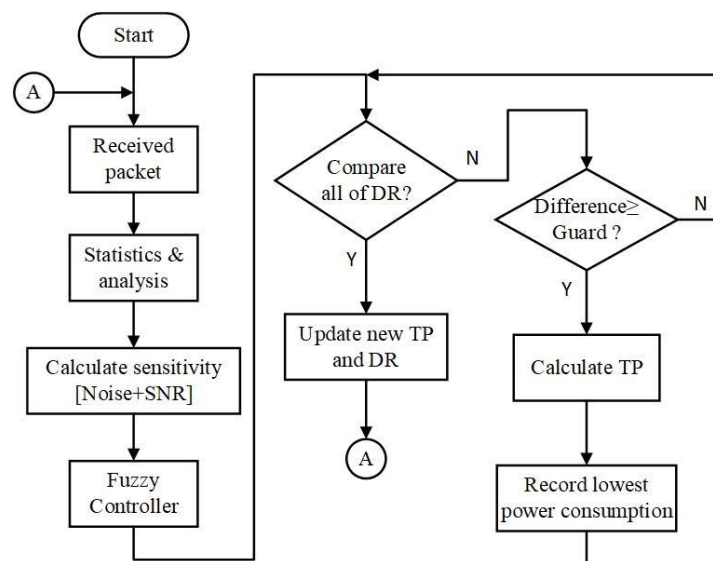 Start
A
Received
packet
Statistics &
analysis
Calculate sensitivity
[Noise+SNR]
Fuzzy
Controller
Compare
all of DR?
N
Y
Update new TP
and DR
A
Difference≥
Guard ?
N
Y
Calculate TP
Record lowest
power consumption